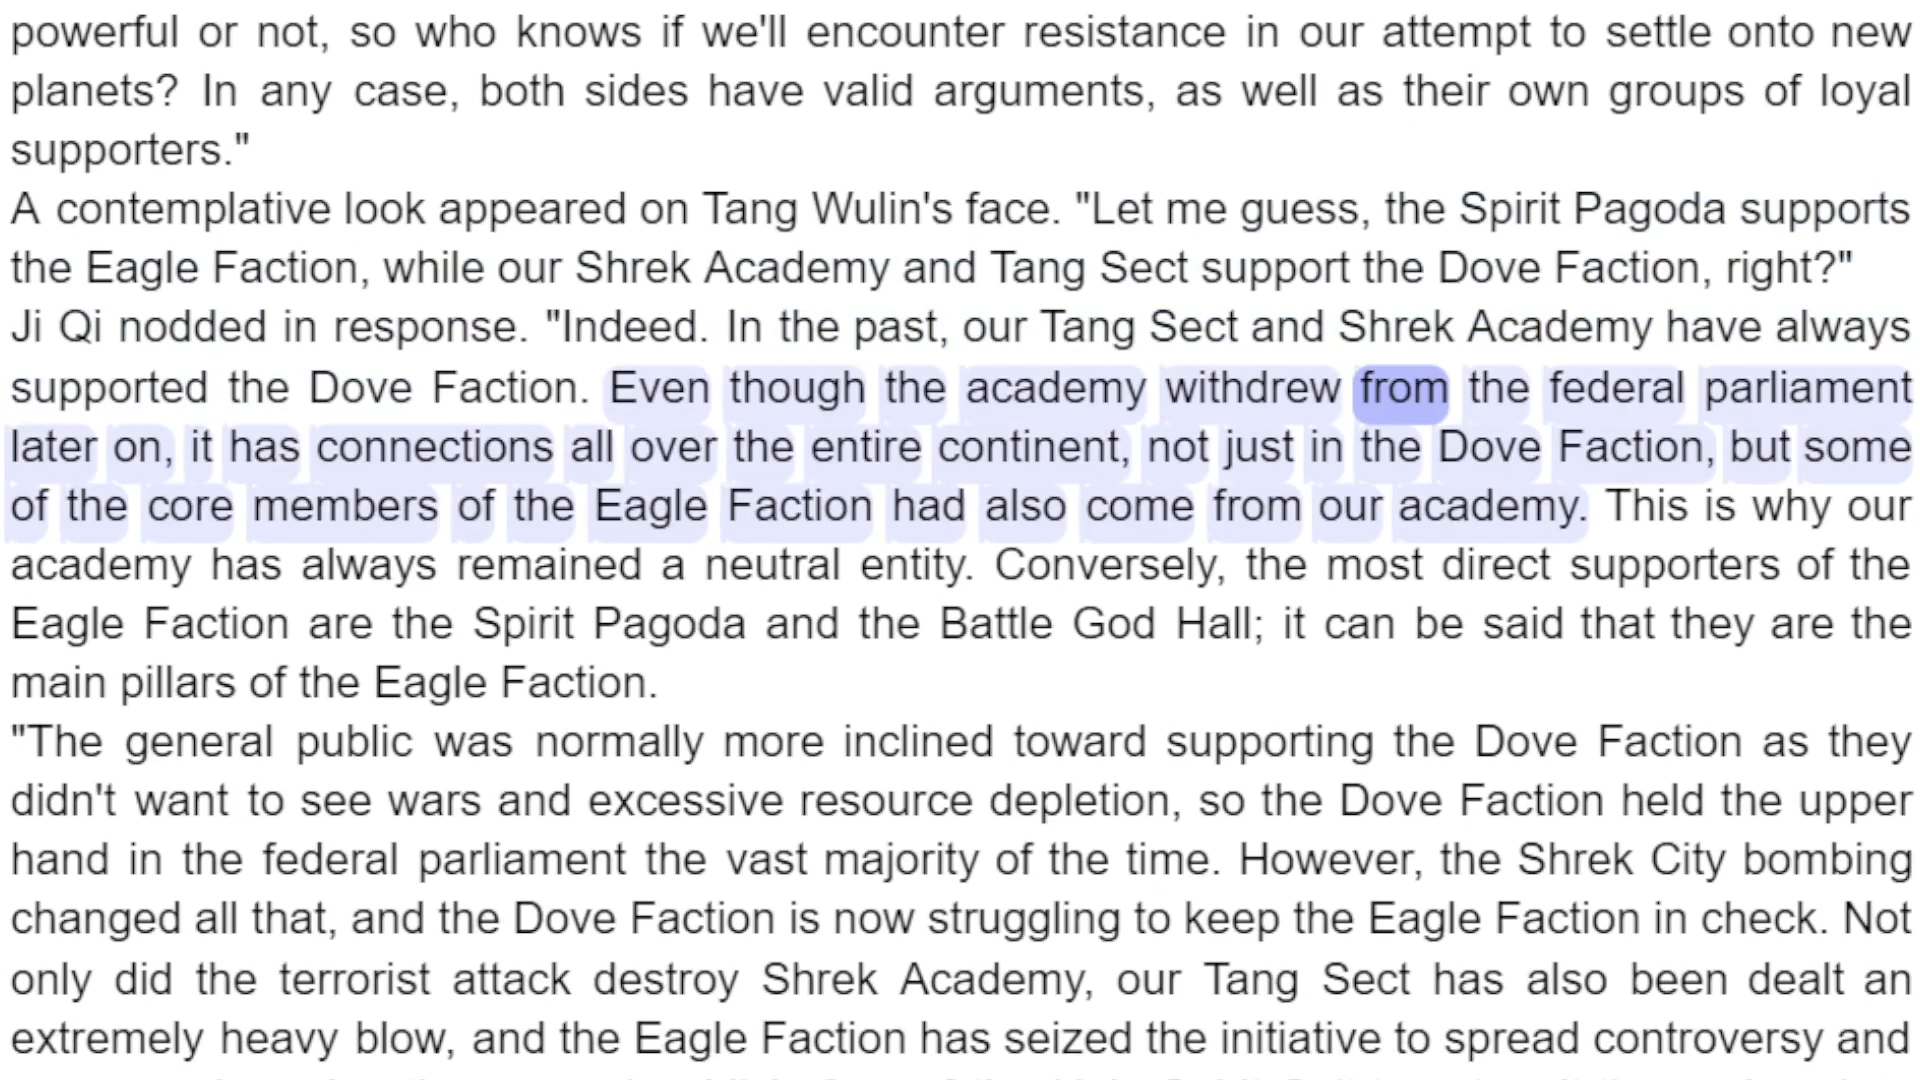 powerful or not, so who knows if we'll encounter resistance in our attempt to settle onto new
planets? In any case, both sides have valid arguments, as well as their own groups of loyal
supporters."
A contemplative look appeared on Tang Wulin's face. "Let me guess, the Spirit Pagoda supports
the Eagle Faction, while our Shrek Academy and Tang Sect support the Dove Faction, right?"
Ji Qi nodded in response. "Indeed. In the past, our Tang Sect and Shrek Academy have always
supported the Dove Faction. Even though the academy withdrew from the federal parliament
later on, it has connections all over the entire continent, not just in the Dove Faction, but some
of the core members of the Eagle Faction had also come from our academy. This is why our
academy has always remained a neutral entity. Conversely, the most direct supporters of the
Eagle Faction are the Spirit Pagoda and the Battle God Hall; it can be said that they are the
main pillars of the Eagle Faction.
"The general public was normally more inclined toward supporting the Dove Faction as they
didn't want to see wars and excessive resource depletion, so the Dove Faction held the upper
hand in the federal parliament the vast majority of the time. However, the Shrek City bombing
changed all that, and the Dove Faction is now struggling to keep the Eagle Faction in check. Not
only did the terrorist attack destroy Shrek Academy, our Tang Sect has also been dealt an
extremely heavy blow, and the Eagle Faction has seized the initiative to spread controversy and